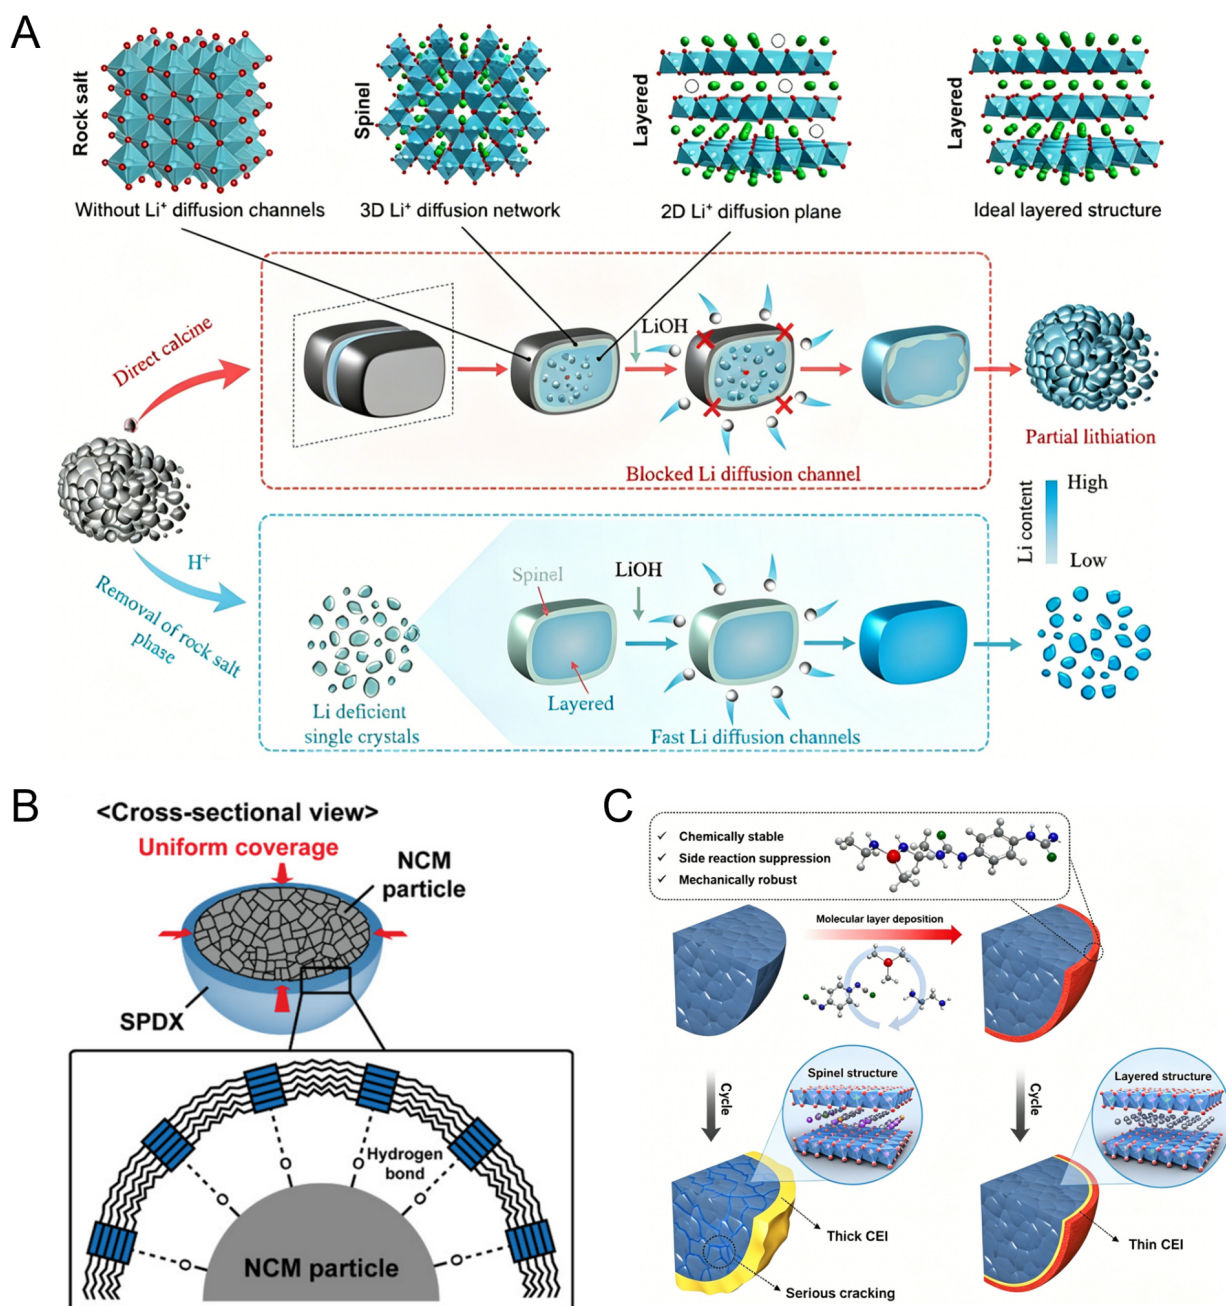 A
Rock salt
Spinel
Layered
Layered
Without Li⁺ diffusion channels
3D Li⁺ diffusion network
2D Li⁺ diffusion plane
Ideal layered structure
Direct calcine
LiOH
Blocked Li diffusion channel
Partial lithiation
H⁺
Removal of rock salt
phase
Li deficient
single crystals
Spinel
Layered
LiOH
Fast Li diffusion channels
Li content
High
Low
B
<Cross-sectional view>
Uniform coverage
NCM
particle
SPDX
Hydrogen
bond
NCM particle
C
✓ Chemically stable
✓ Side reaction suppression
✓ Mechanically robust
Molecular layer deposition
Cycle
Spinel structure
Thick CEI
Serious cracking
Cycle
Layered structure
Thin CEI